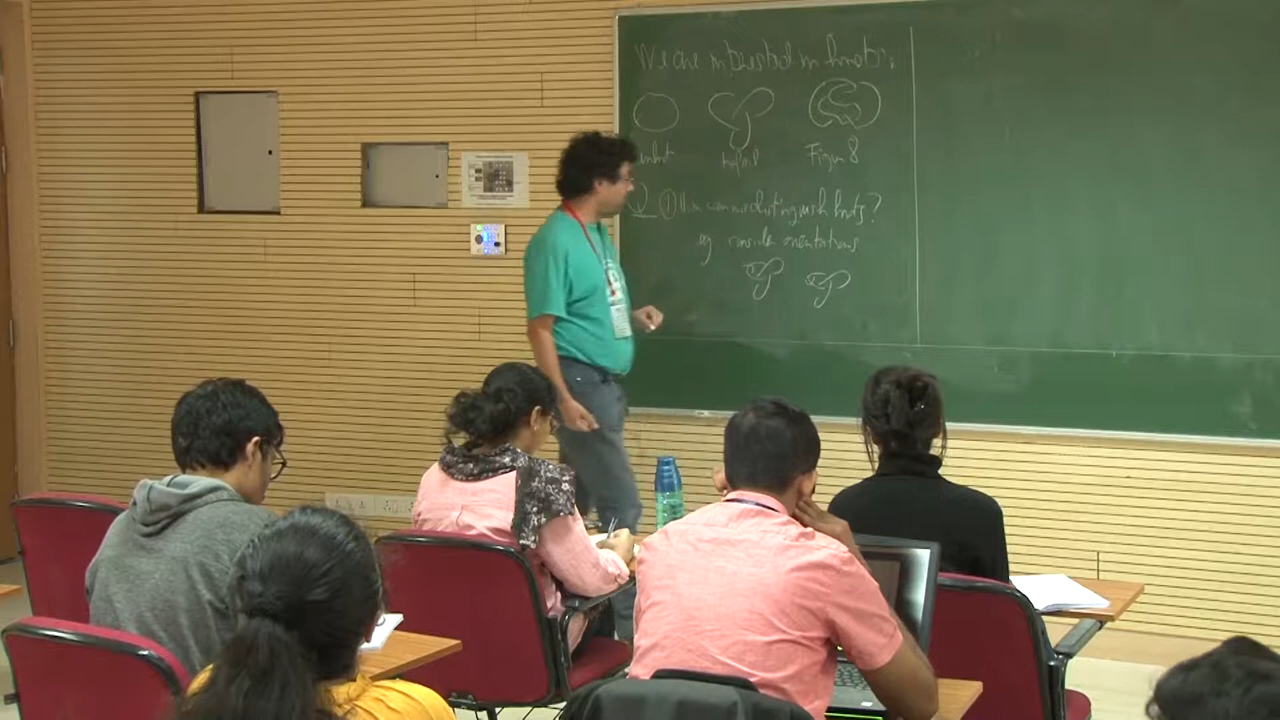 We are interested in knots.
unknot trefoil Figure 8
Q ① How can we distinguish knots?
eg consider orientations